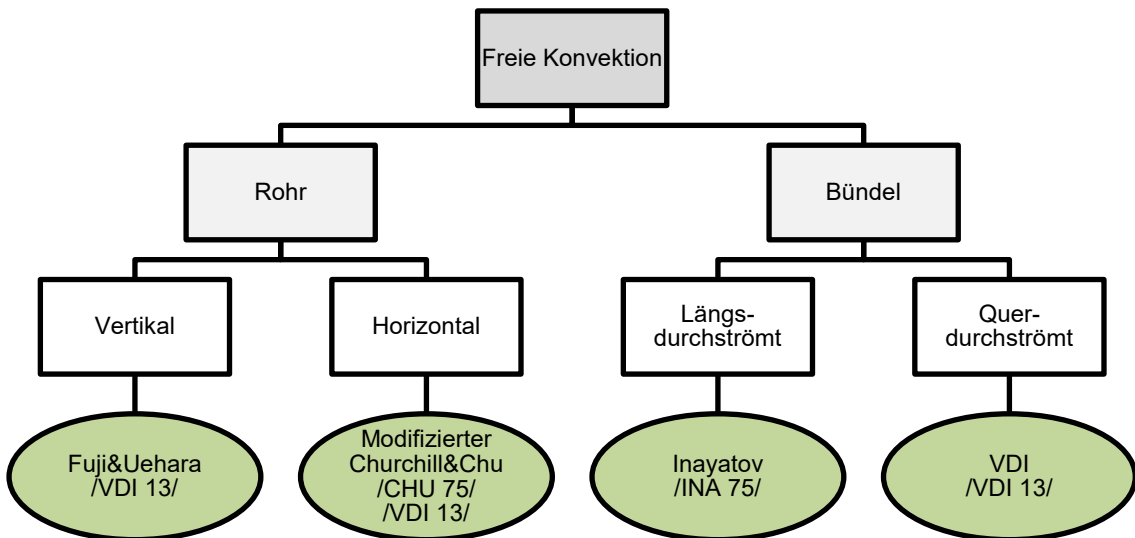 Freie Konvektion
Rohr
Bündel
Vertikal
Horizontal
Längs-
durchströmt
Quer-
durchströmt
Fuji&Uehara
/VDI 13/
Modifizierter
Churchill&Chu
/CHU 75/
/VDI 13/
Inayatov
/INA 75/
VDI
/VDI 13/